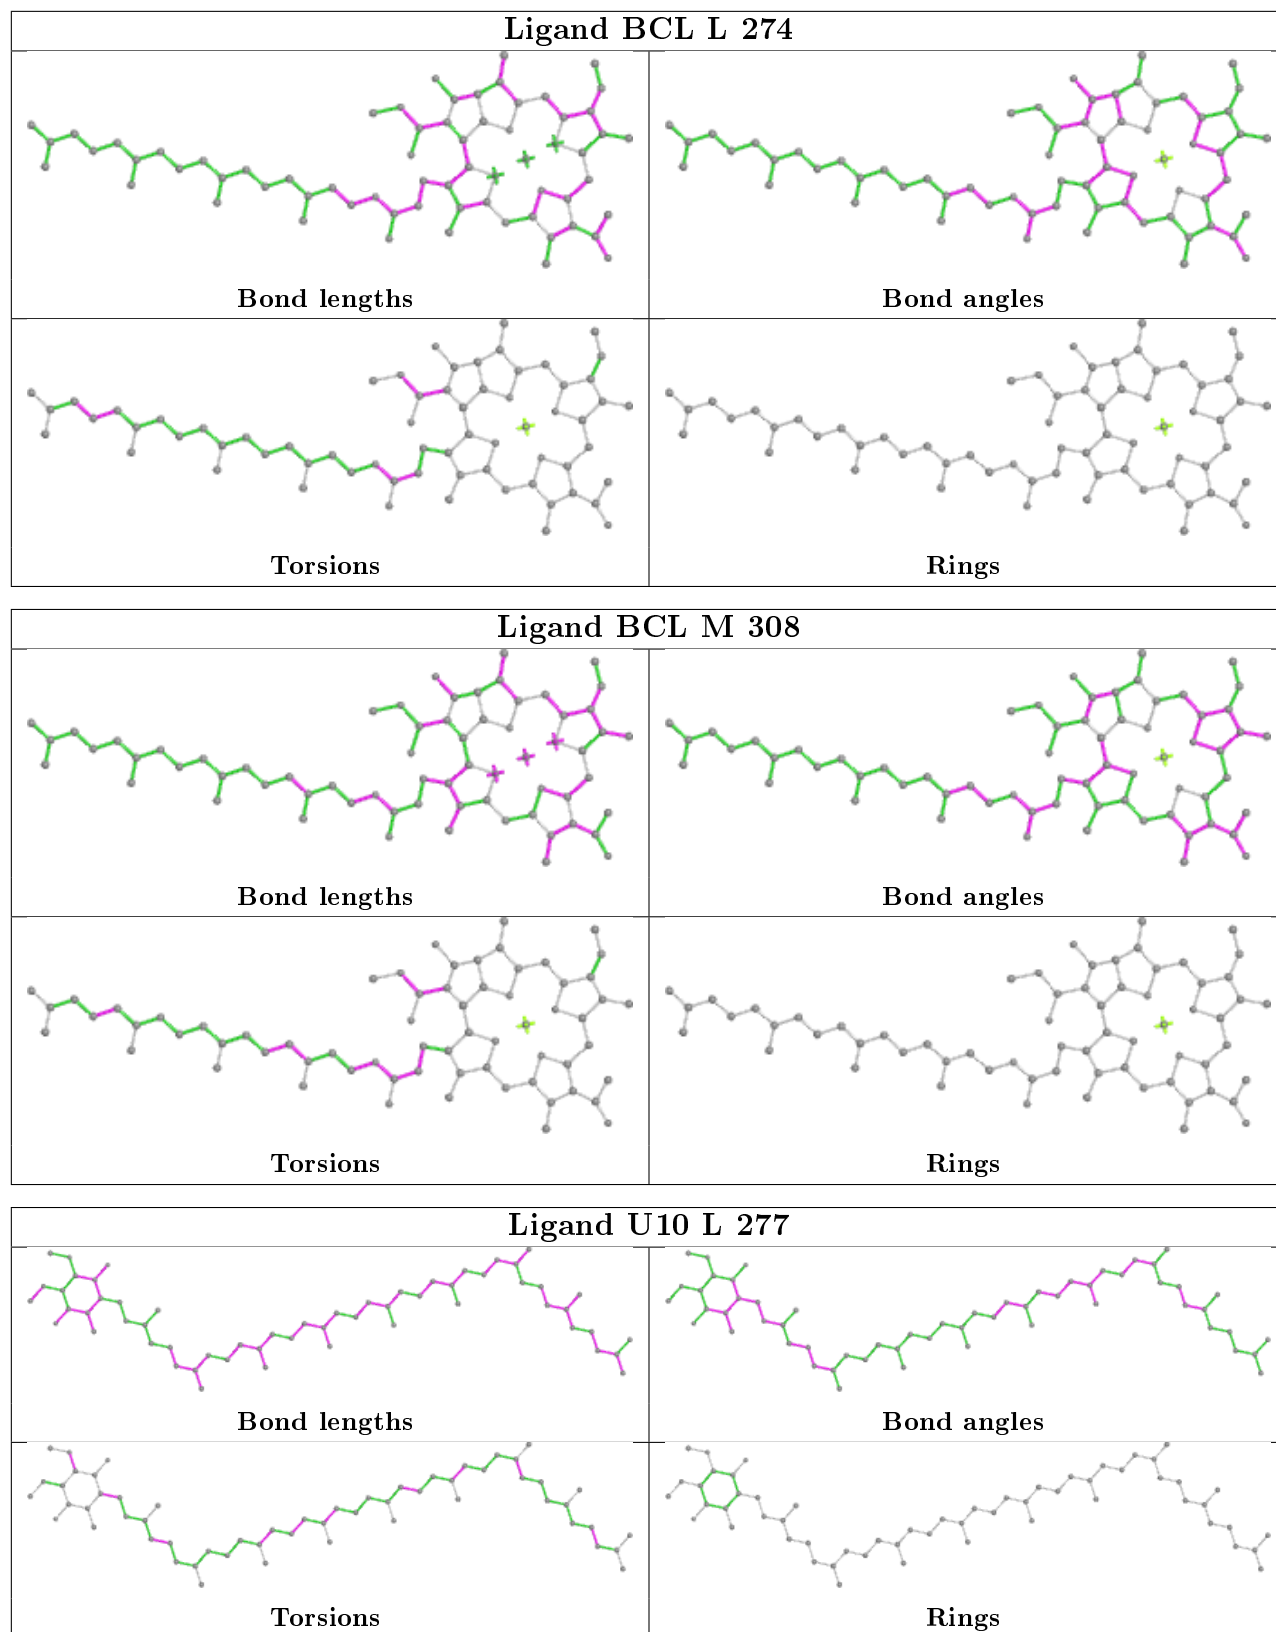 Ligand BCL L 274
Bond lengths
Bond angles
Torsions
Rings
Ligand BCL M 308
Bond lengths
Bond angles
Torsions
Rings
Ligand U10 L 277
Bond lengths
Bond angles
Torsions
Rings